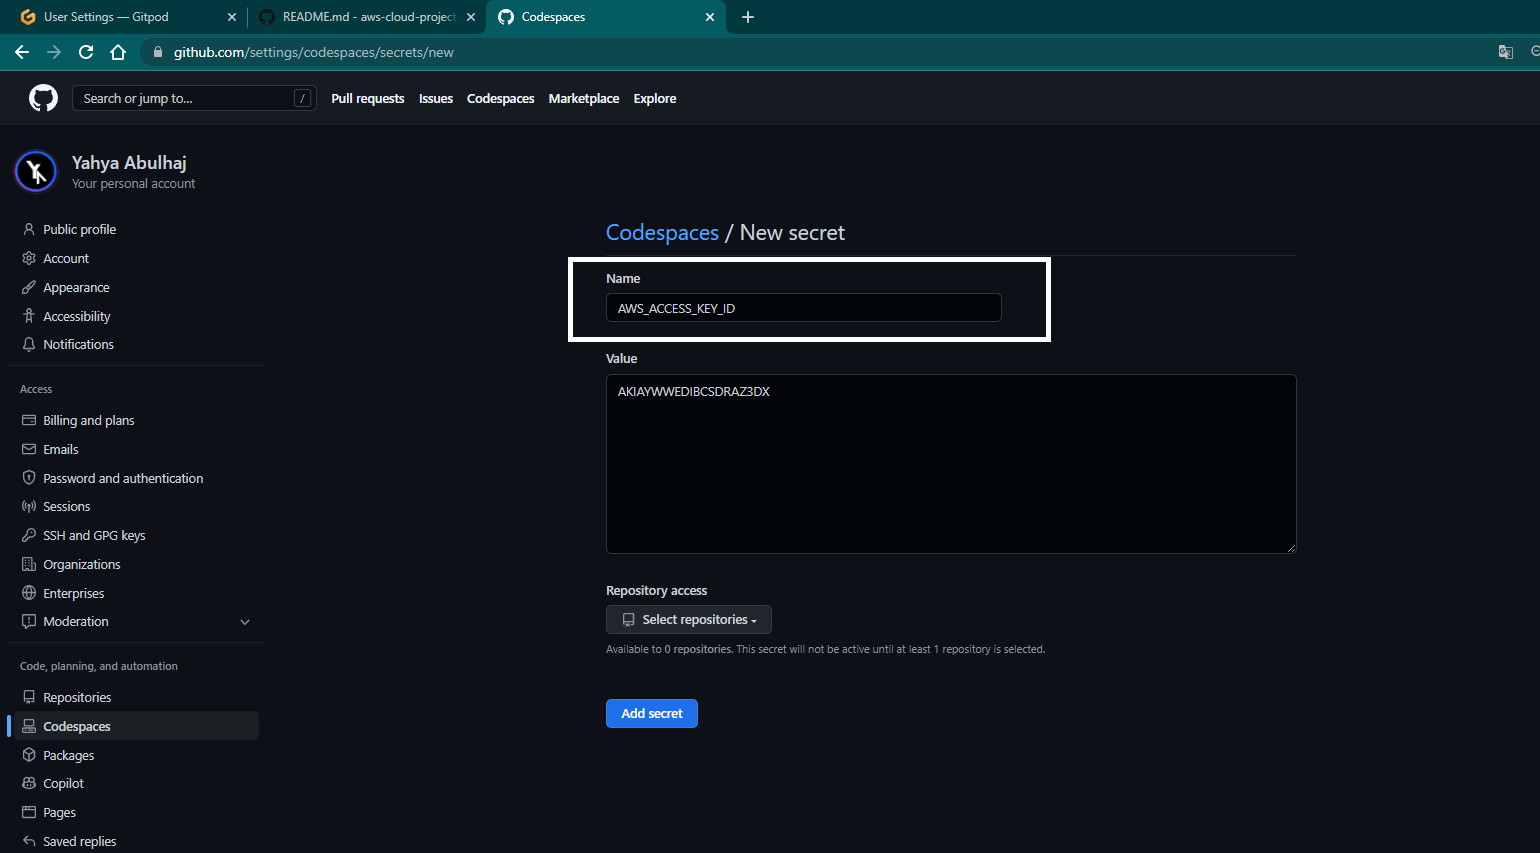 User Settings — Gitpod
README.md - aws-cloud-project
Codespaces
github.com/settings/codespaces/secrets/new
Search or jump to... /
Pull requests Issues Codespaces Marketplace Explore
Yahya Abulhaj
Your personal account
Public profile
Account
Appearance
Accessibility
Notifications
Access
Billing and plans
Emails
Password and authentication
Sessions
SSH and GPG keys
Organizations
Enterprises
Moderation
Code, planning, and automation
Repositories
Codespaces
Packages
Copilot
Pages
Saved replies
Codespaces / New secret
Name
AWS_ACCESS_KEY_ID
Value
AKIAYWWEDIBCSDRAZ3DX
Repository access
Select repositories
Available to 0 repositories. This secret will not be active until at least 1 repository is selected.
Add secret